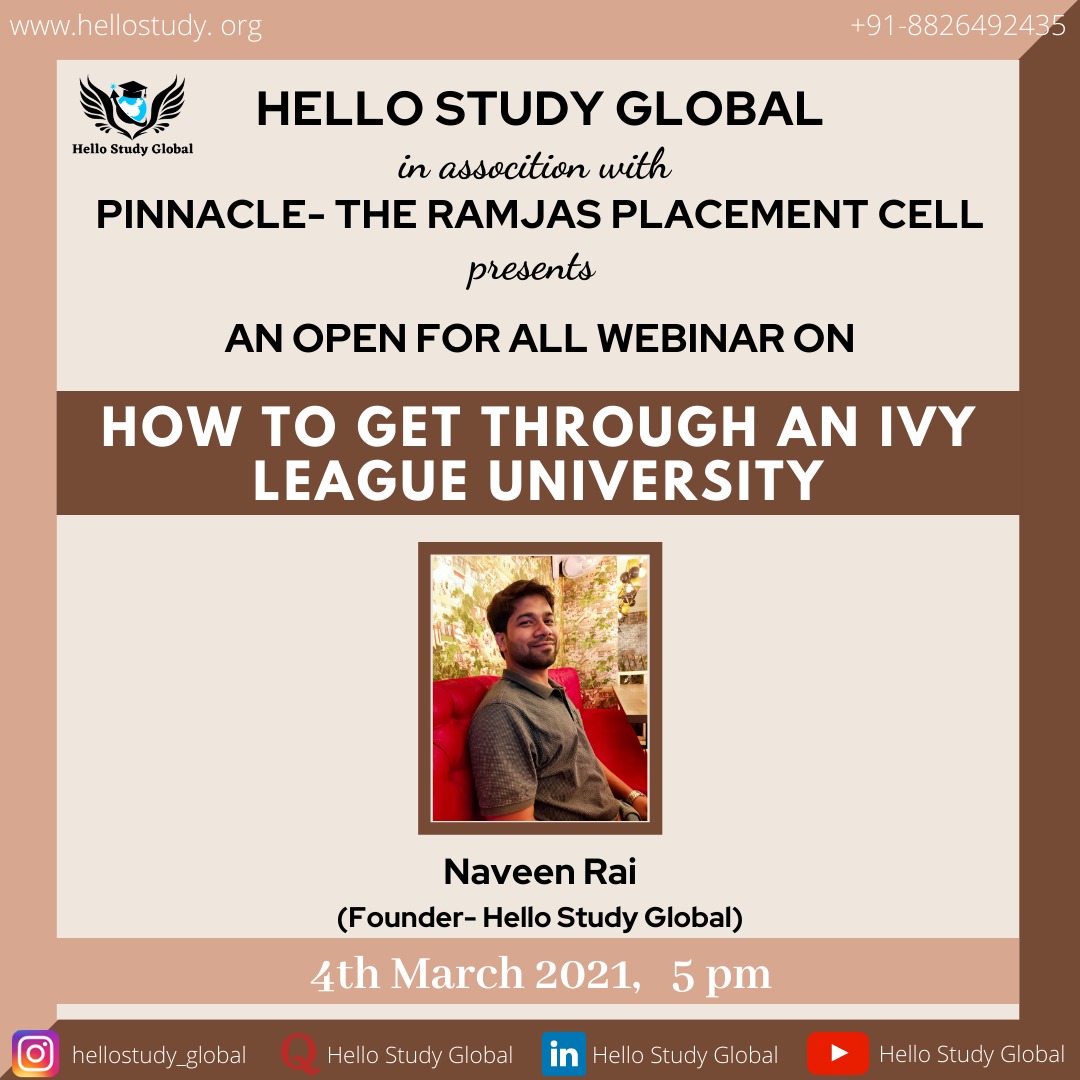 www.hellostudy. org
+91-8826492435
Hello Study Global
HELLO STUDY GLOBAL
in assocition with
PINNACLE- THE RAMJAS PLACEMENT CELL
presents
AN OPEN FOR ALL WEBINAR ON
HOW TO GET THROUGH AN IVY
LEAGUE UNIVERSITY
Naveen Rai
(Founder- Hello Study Global)
4th March 2021, 5 pm
hellostudy_global
Hello Study Global
in Hello Study Global
Hello Study Global